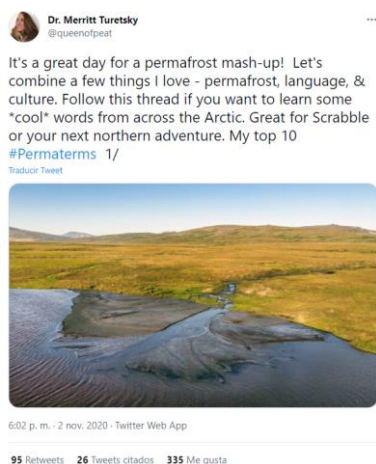 Dr. Merritt Turetsky
@queenofpeat
It's a great day for a permafrost mash-up! Let's
combine a few things I love - permafrost, language, &
culture. Follow this thread if you want to learn some
*cool* words from across the Arctic. Great for Scrabble
or your next northern adventure. My top 10
#Permaterms 1/
Traducir Tweet
6:02 p. m. · 2 nov. 2020 · Twitter Web App
95 Retweets 26 Tweets citados 335 Me gusta